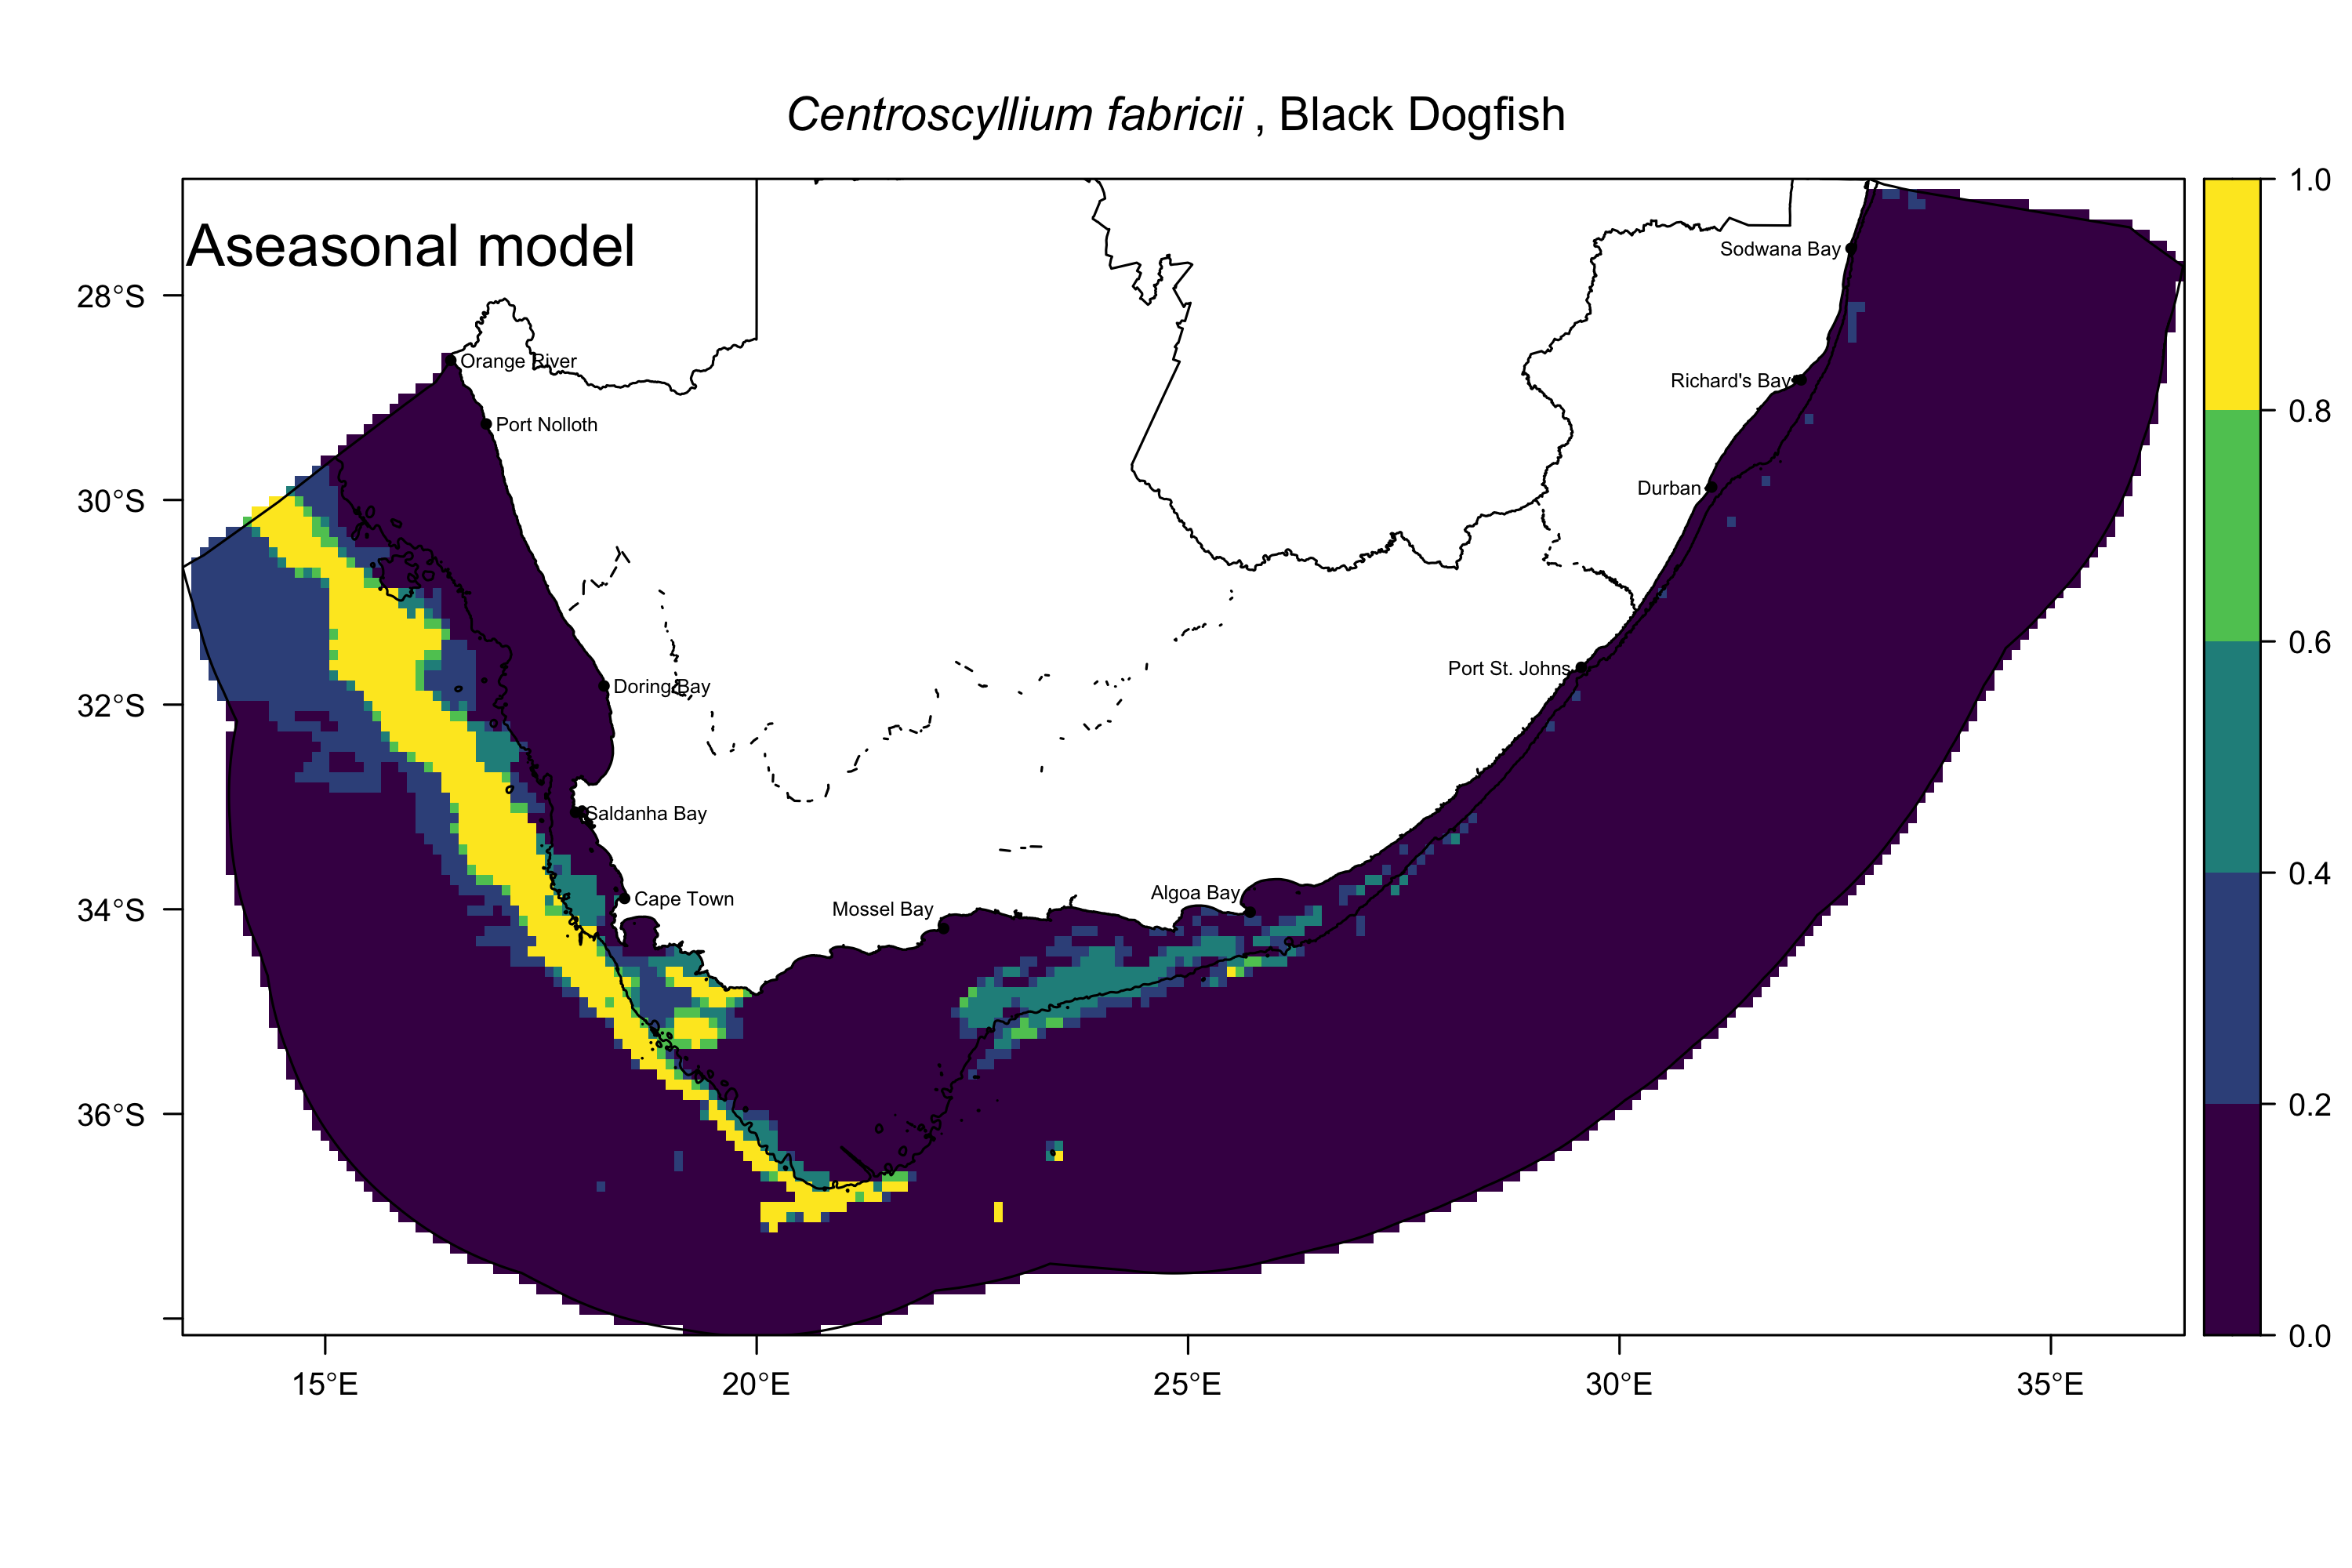 Centroscyllium fabricii , Black Dogfish
Aseasonal model
1.0
0.8
0.6
0.4
0.2
0.0
28°S
30°S
32°S
34°S
36°S
Sodwana Bay
Orange River
Richard's Bay
Port Nolloth
Durban
Port St. Johns
Doring Bay
Saldanha Bay
Algoa Bay
Cape Town
Mossel Bay
15°E
20°E
25°E
30°E
35°E